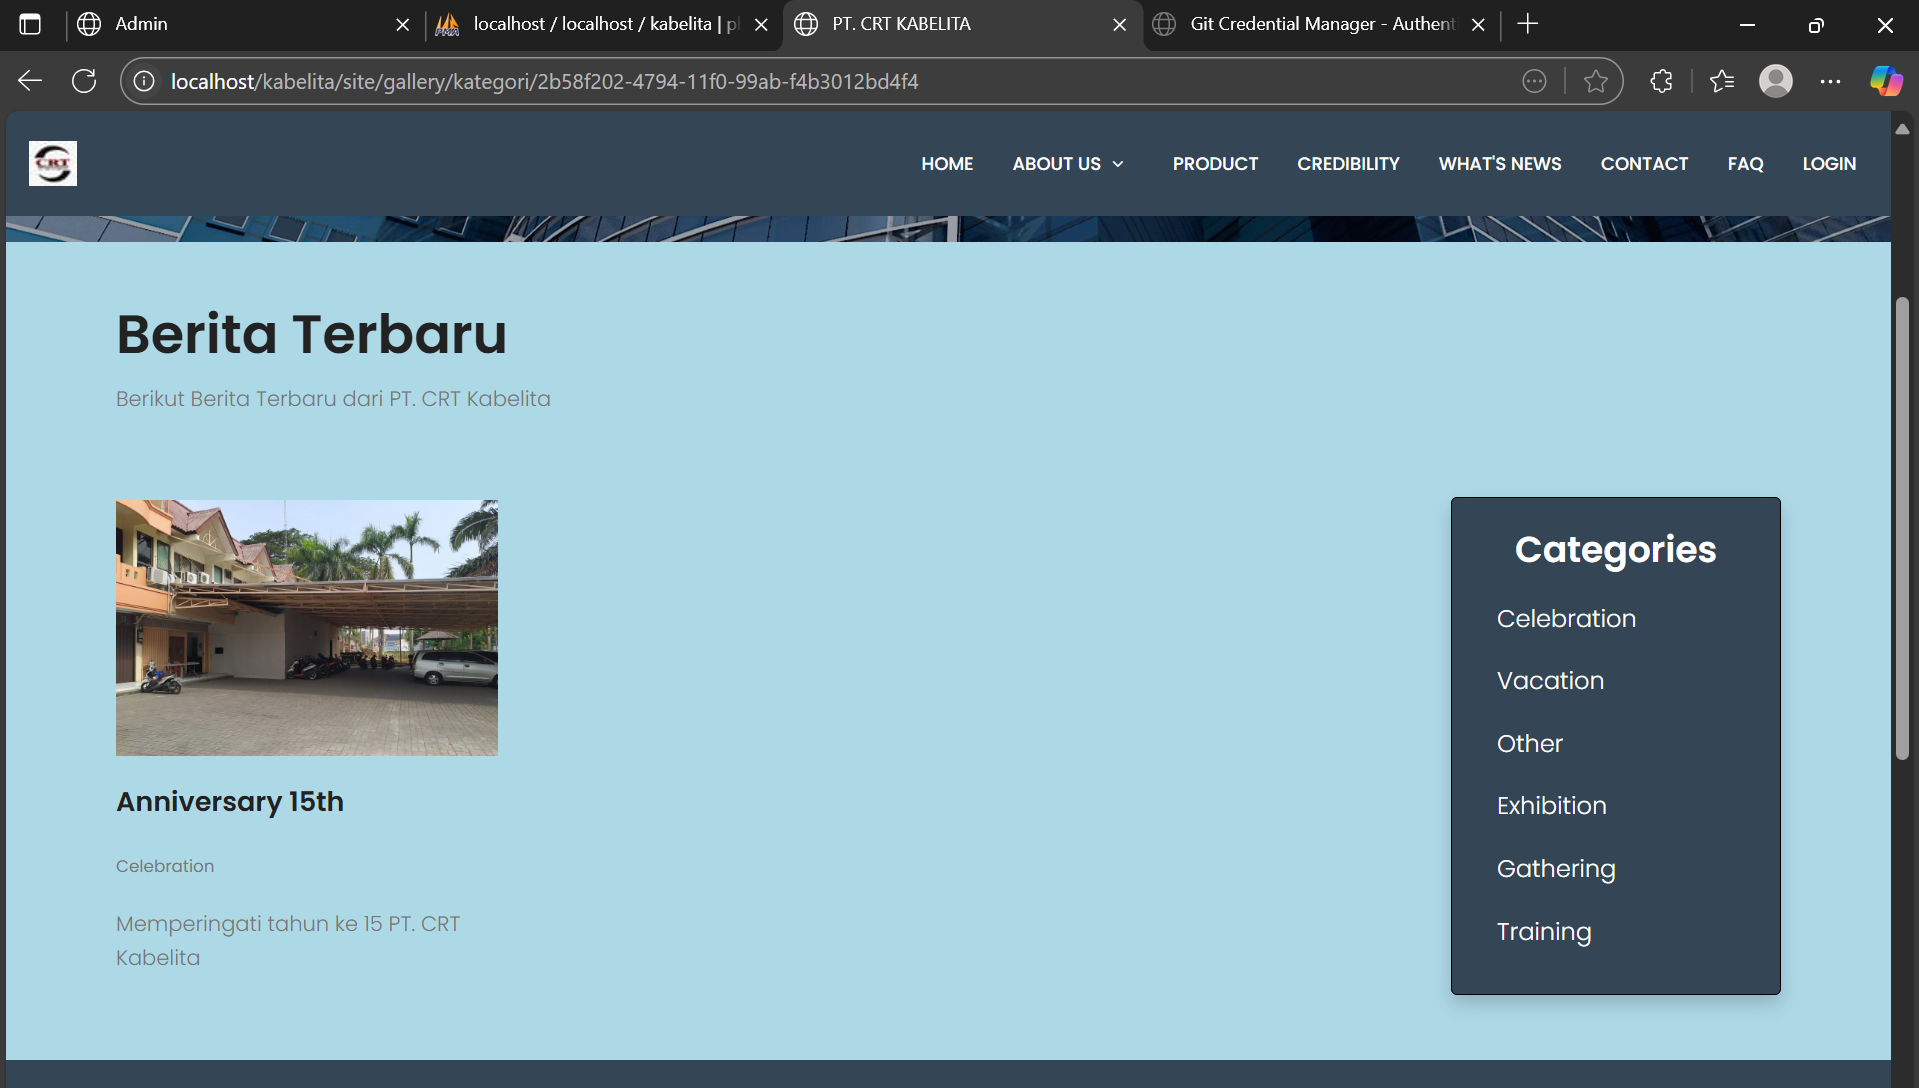 Admin
localhost / localhost / kabelita | p
PT. CRT KABELITA
Git Credential Manager - Authent
localhost/kabelita/site/gallery/kategori/2b58f202-4794-11f0-99ab-f4b3012bd4f4
CRT
HOME
ABOUT US
PRODUCT
CREDIBILITY
WHAT'S NEWS
CONTACT
FAQ
LOGIN
Berita Terbaru
Berikut Berita Terbaru dari PT. CRT Kabelita
Anniversary 15th
Celebration
Memperingati tahun ke 15 PT. CRT
Kabelita
Categories
Celebration
Vacation
Other
Exhibition
Gathering
Training